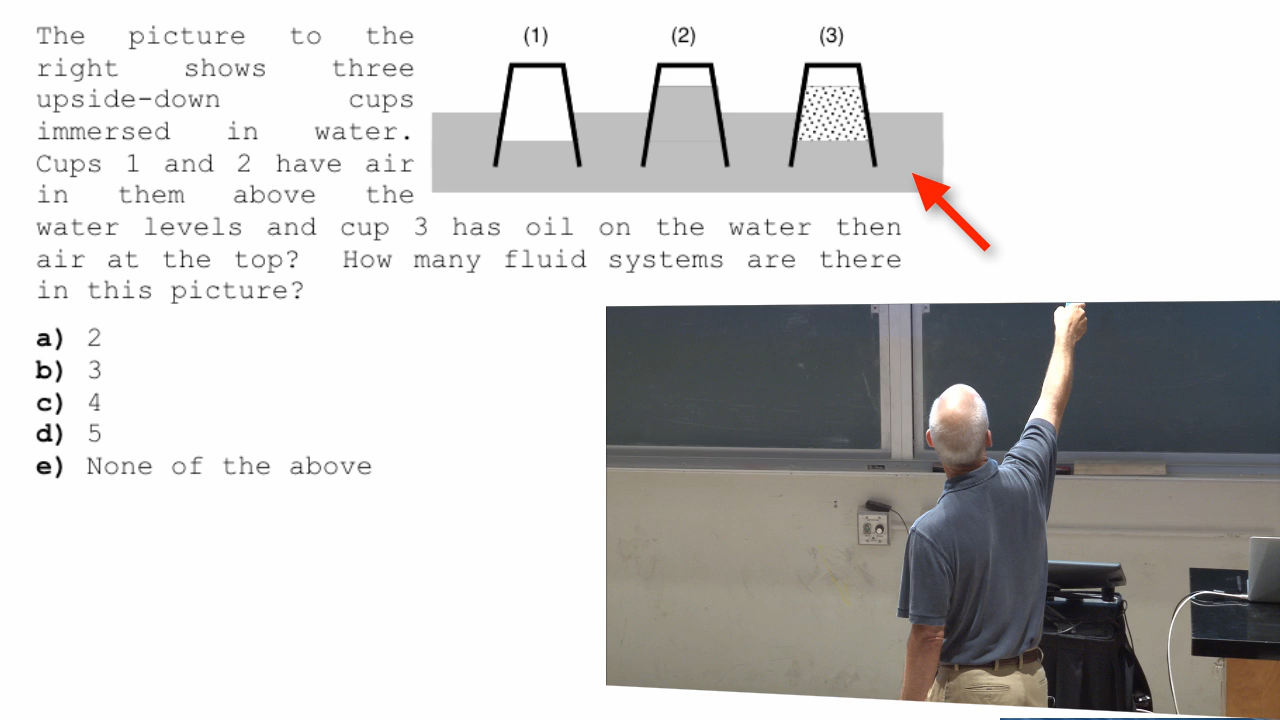 The picture to the
right shows three
upside-down cups
immersed in water.
Cups 1 and 2 have air
in them above the
water levels and cup 3 has oil on the water then
air at the top? How many fluid systems are there
in this picture?
(1) (2) (3)
a) 2
b) 3
c) 4
d) 5
e) None of the above